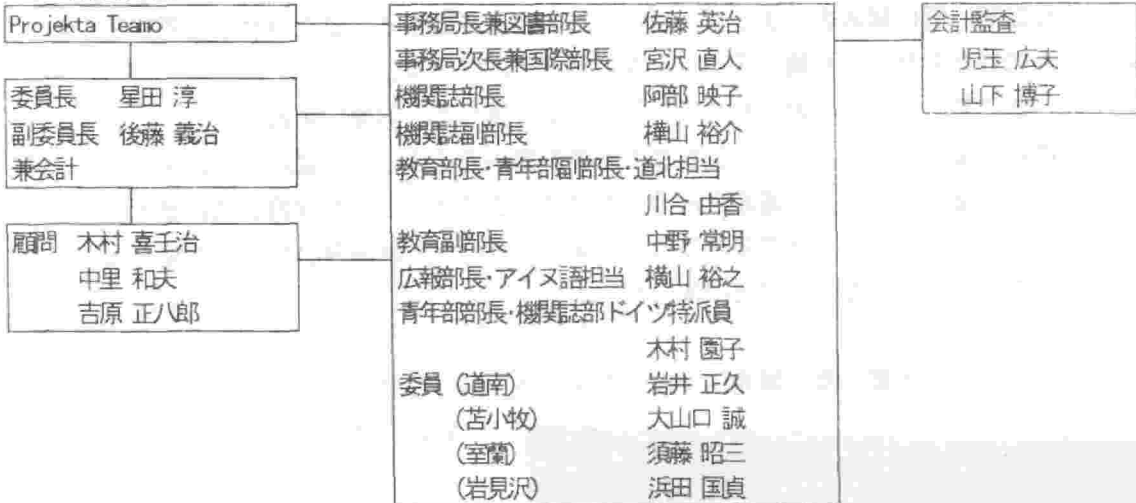 Projekta Teamo
委員長　星田 淳
副委員長　後藤 義治
兼会計
顧問　木村 喜壬治
中里 和夫
吉原 正八郎
事務局長兼図書部長　佐藤 英治
事務局次長兼国際部長　宮沢 直人
機関誌部長　阿部 映子
機関誌副部長　樺山 裕介
教育部長・青年部副部長・道北担当
川合 由香
教育副部長　中野 常明
広報部長・アイヌ語担当　横山 裕之
青年部部長・機関誌部ドイツ特派員
木村 園子
委員（道南）　岩井 正久
（苫小牧）　大山口 誠
（室蘭）　須藤 昭三
（岩見沢）　浜田 国貞
会計監査
児玉 広夫
山下 博子